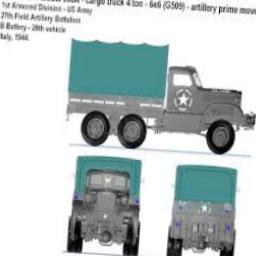 cargo truck 4 ton - 6x6 (G509) - artillery prime move
1st Armored Division - US Army
27th Field Artillery Battalion
B Battery - 26th vehicle
Italy, 1944.